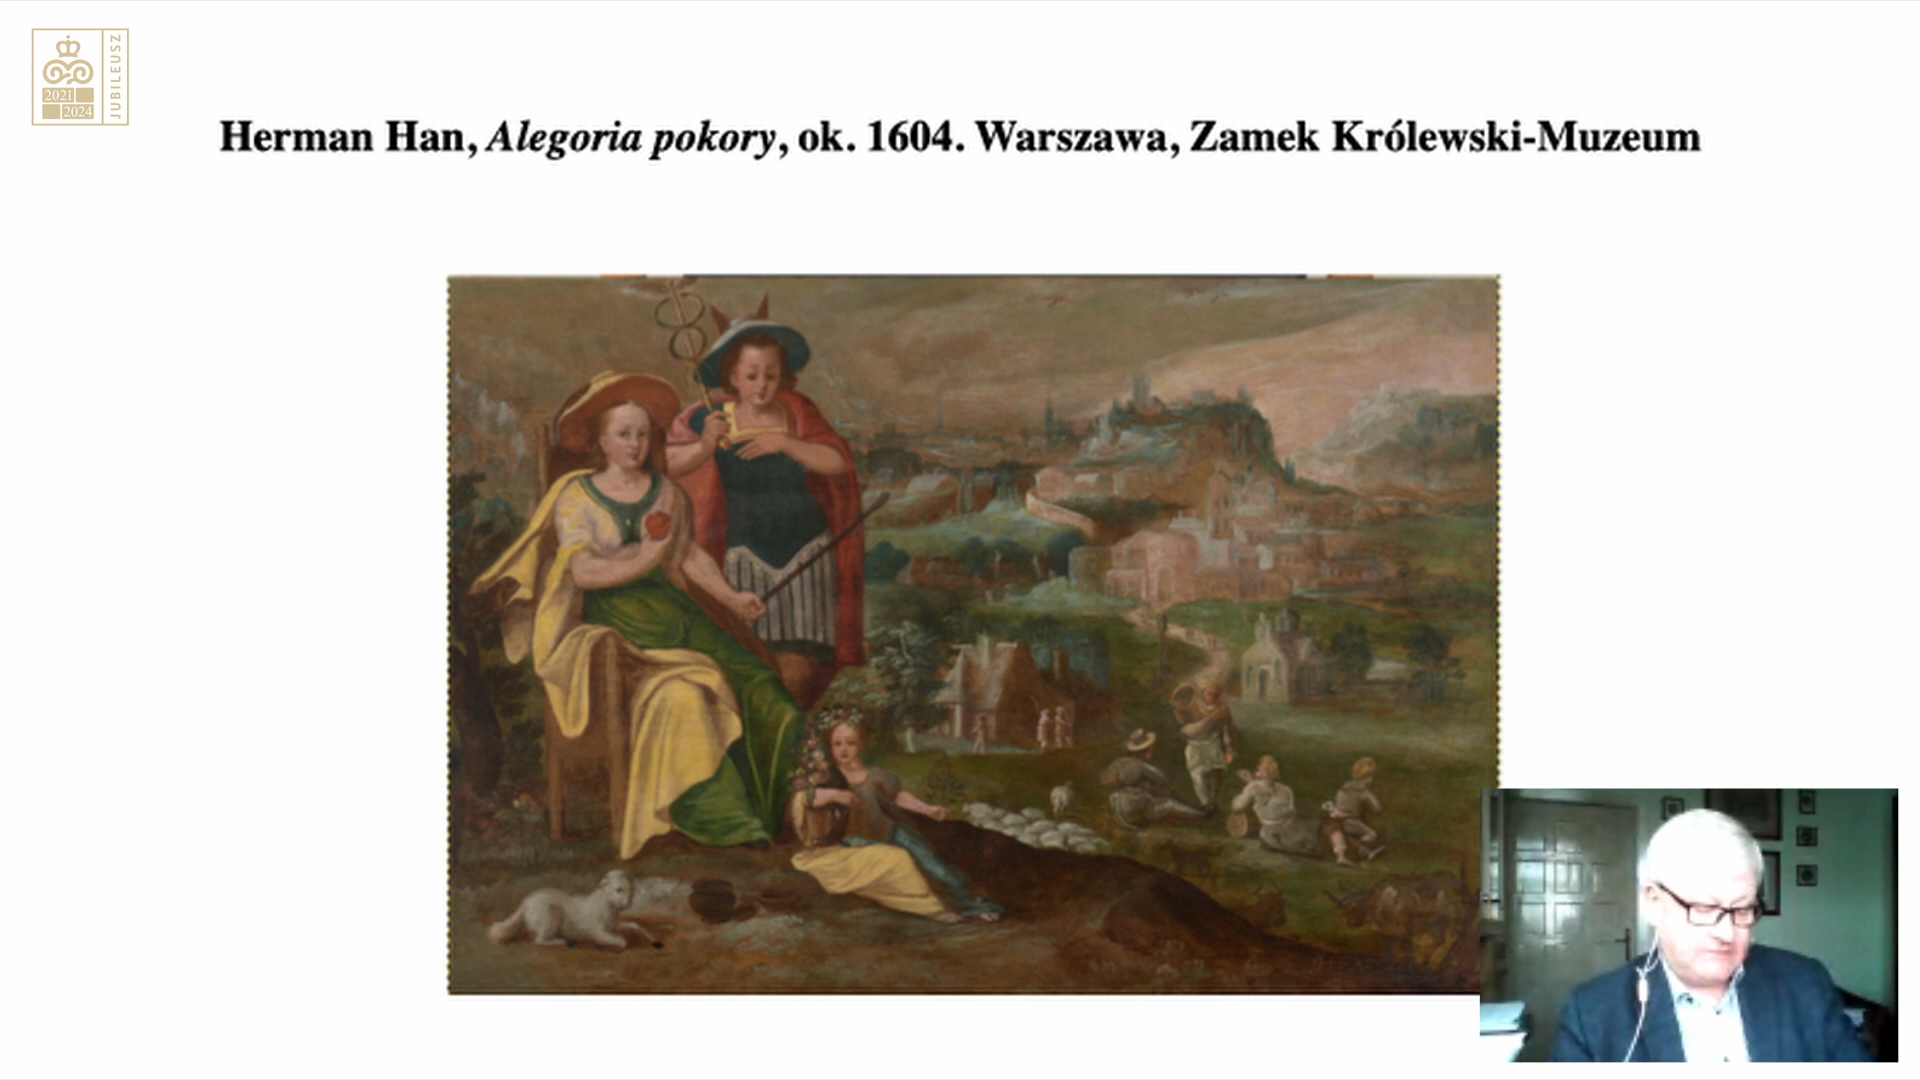 2021
2024
JUBILEUSZ
Herman Han, Alegoria pokory, ok. 1604. Warszawa, Zamek Królewski-Muzeum